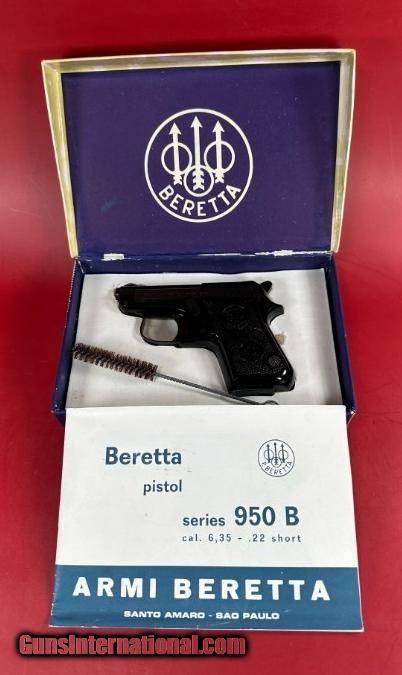 BERETTA
Beretta
P. BERETTA
pistol
series 950 B
cal. 6,35 - .22 short
ARMI BERETTA
SANTO AMARO - SAO PAULO
GunsInternational.com